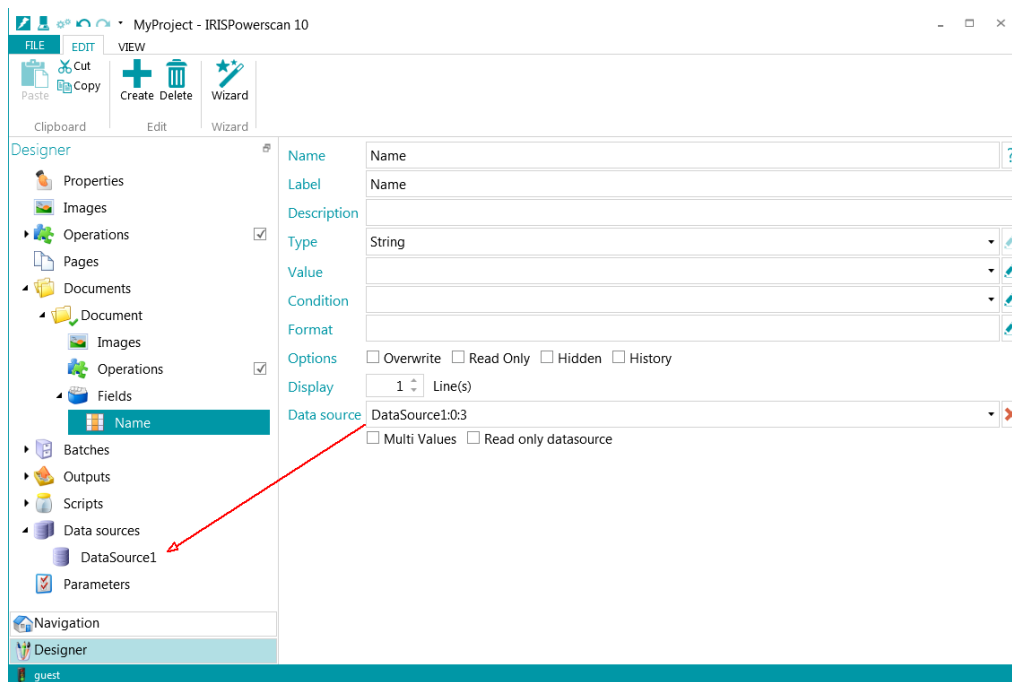 MyProject - IRISPowerscan 10
FILE EDIT VIEW
Paste
Cut
Copy
Create Delete
Wizard
Clipboard
Edit
Wizard
Designer
Properties
Images
Operations
Pages
Documents
Document
Images
Operations
Fields
Name
Batches
Outputs
Scripts
Data sources
DataSource1
Parameters
Navigation
Designer
guest
Name Name ?
Label Name
Description
Type String
Value
Condition
Format
Options Overwrite Read Only Hidden History
Display 1 Line(s)
Data source DataSource1:0:3
Multi Values Read only datasource